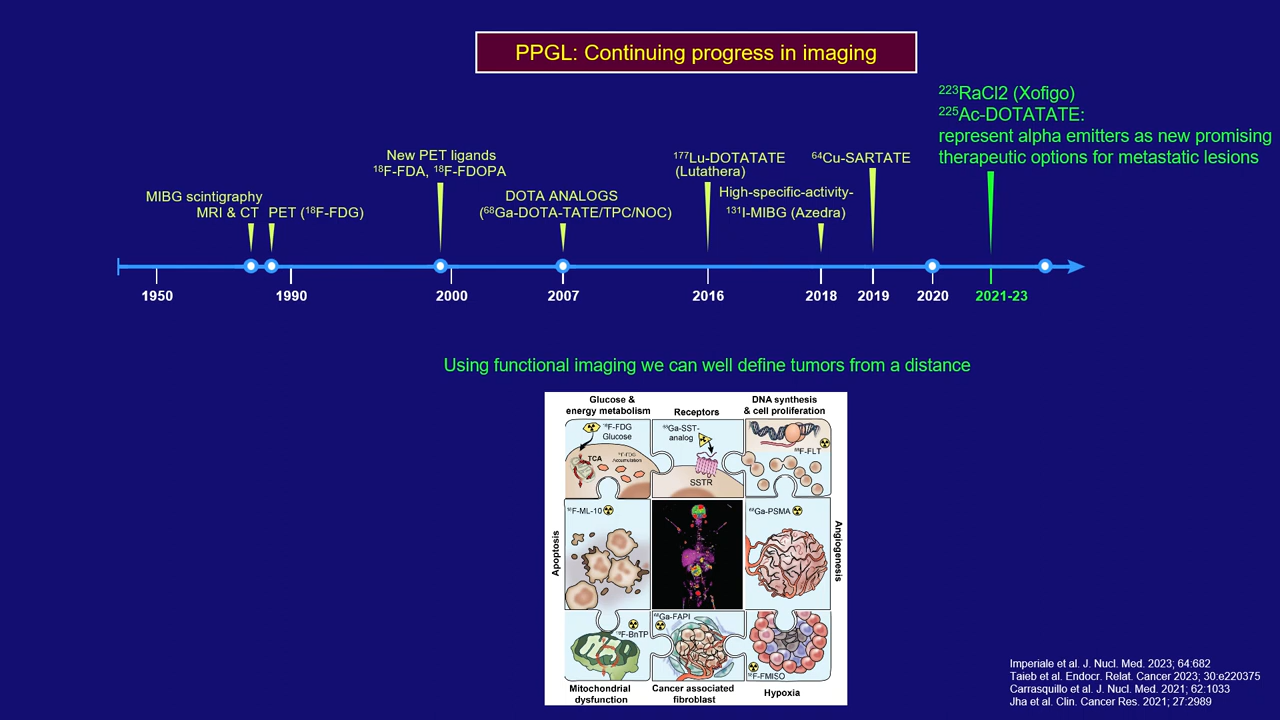 PPGL: Continuing progress in imaging
²²³RaCl2 (Xofigo)
²²⁵Ac-DOTATATE:
represent alpha emitters as new promising
therapeutic options for metastatic lesions
New PET ligands
¹⁸F-FDA, ¹⁸F-FDOPA
¹⁷⁷Lu-DOTATATE
(Lutathera)
⁶⁴Cu-SARTATE
MIBG scintigraphy
MRI & CT
PET (¹⁸F-FDG)
DOTA ANALOGS
(⁶⁸Ga-DOTA-TATE/TPC/NOC)
High-specific-activity-
¹³¹I-MIBG (Azedra)
1950 1990 2000 2007 2016 2018 2019 2020 2021-23
Using functional imaging we can well define tumors from a distance
Glucose &
energy metabolism
Receptors
DNA synthesis
& cell proliferation
¹⁸F-FDG
Glucose
TCA
¹⁸F-FDG
Accumulation
⁶⁸Ga-SST-
analog
SSTR
¹⁸F-FLT
Apoptosis
¹⁸F-ML-10
⁶⁸Ga-PSMA
Angiogenesis
¹⁸F-BnTP
⁶⁸Ga-FAPI
¹⁸F-FMISO
Mitochondrial
dysfunction
Cancer associated
fibroblast
Hypoxia
Imperiale et al. J. Nucl. Med. 2023; 64:682
Taieb et al. Endocr. Relat. Cancer 2023; 30:e220375
Carrasquillo et al. J. Nucl. Med. 2021; 62:1033
Jha et al. Clin. Cancer Res. 2021; 27:2989